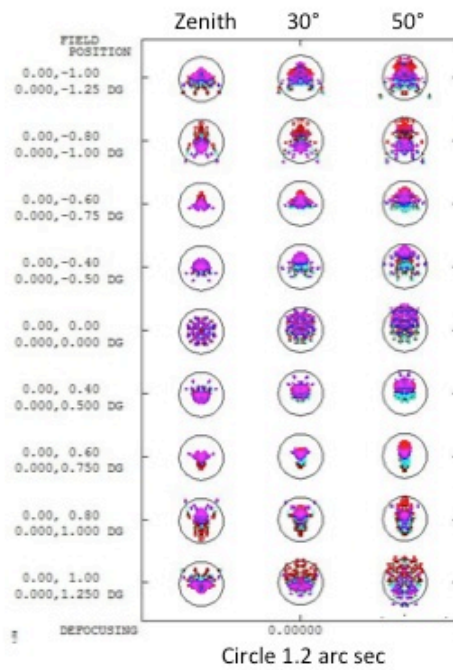 Zenith 30° 50°
FIELD
POSITION
0.00,-1.00
0.000,-1.25 DG
0.00,-0.80
0.000,-1.00 DG
0.00,-0.60
0.000,-0.75 DG
0.00,-0.40
0.000,-0.50 DG
0.00, 0.00
0.000,0.000 DG
0.00, 0.40
0.000,0.500 DG
0.00, 0.60
0.000,0.750 DG
0.00, 0.80
0.000,1.000 DG
0.00, 1.00
0.000,1.250 DG
DEFOCUSING 0.00000
Circle 1.2 arc sec